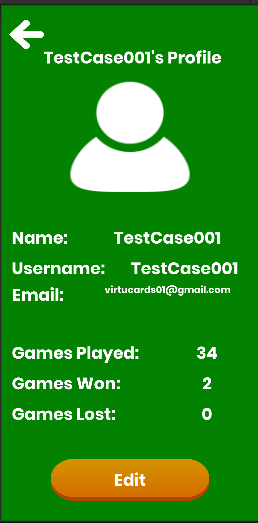 TestCase001's Profile
Name: TestCase001
Username: TestCase001
Email: virtucards01@gmail.com
Games Played: 34
Games Won: 2
Games Lost: 0
Edit